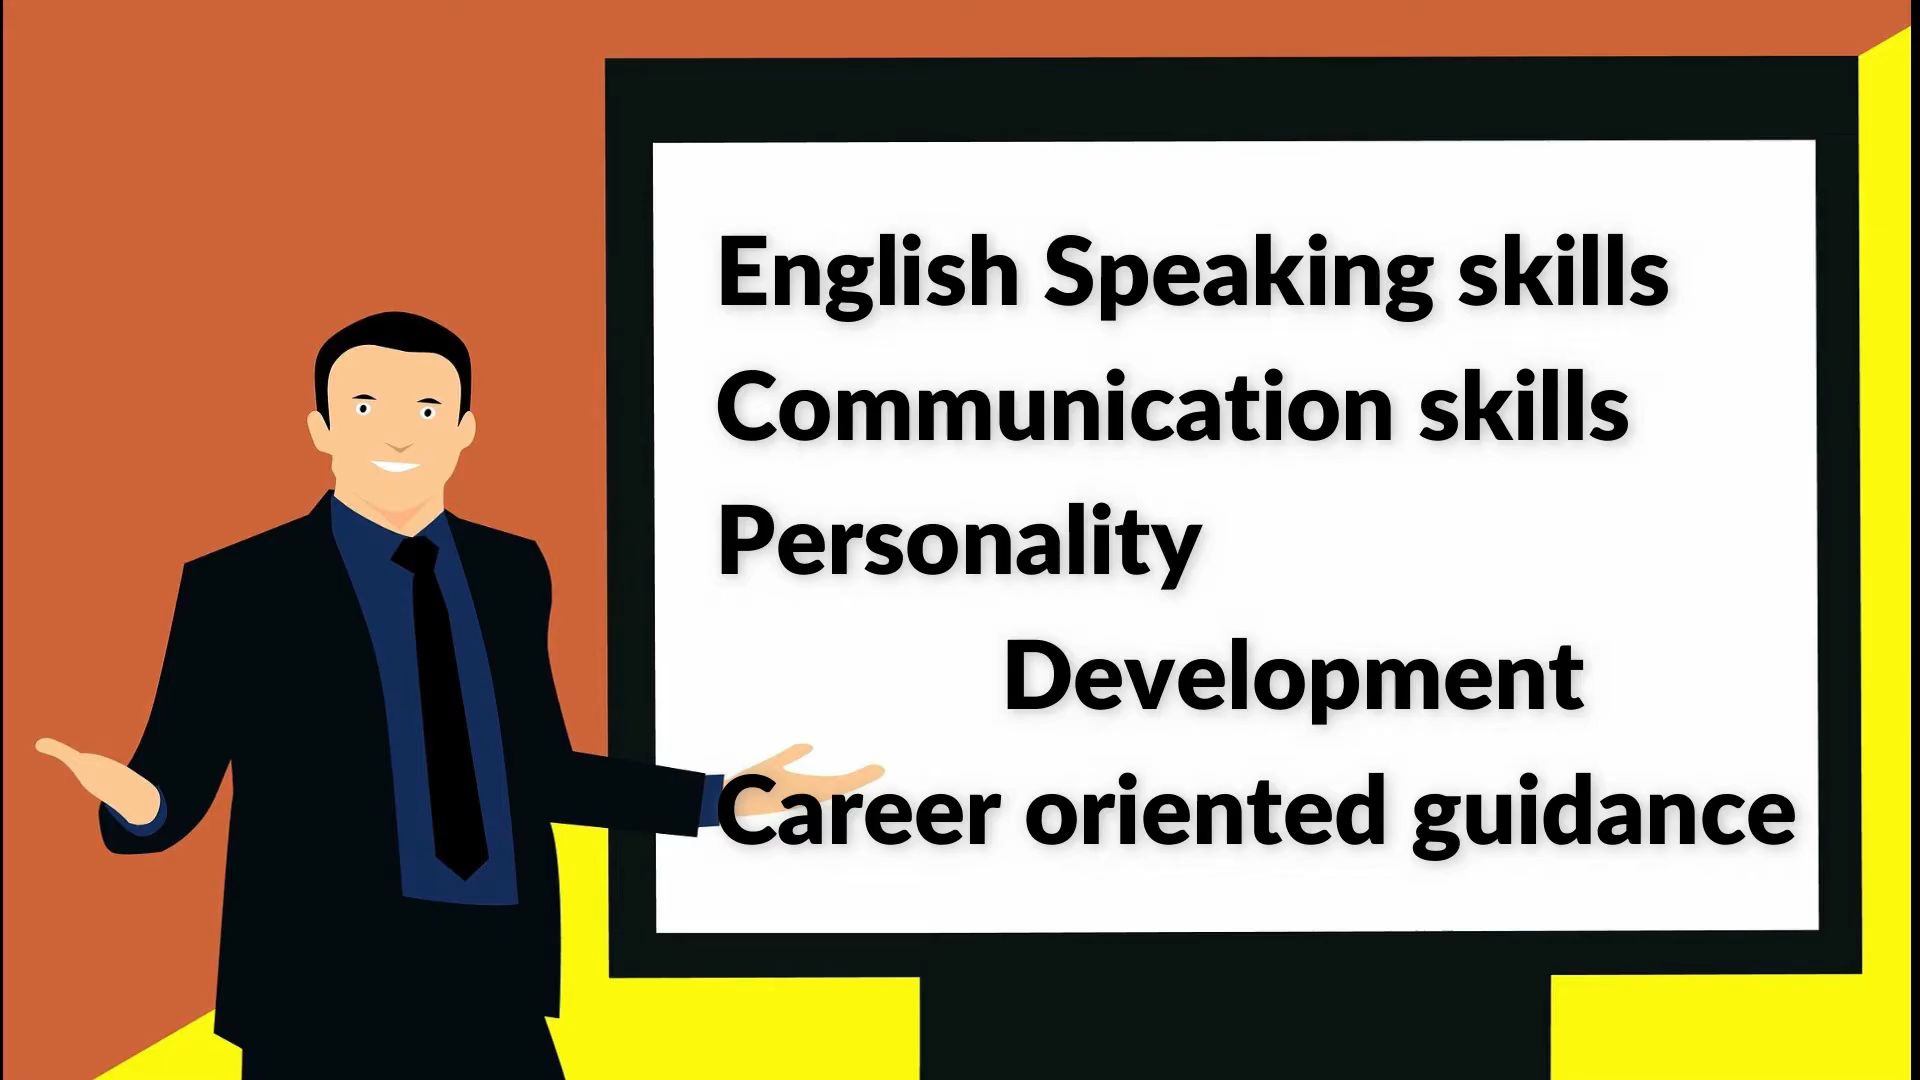 English Speaking skills
Communication skills
Personality
Development
Career oriented guidance